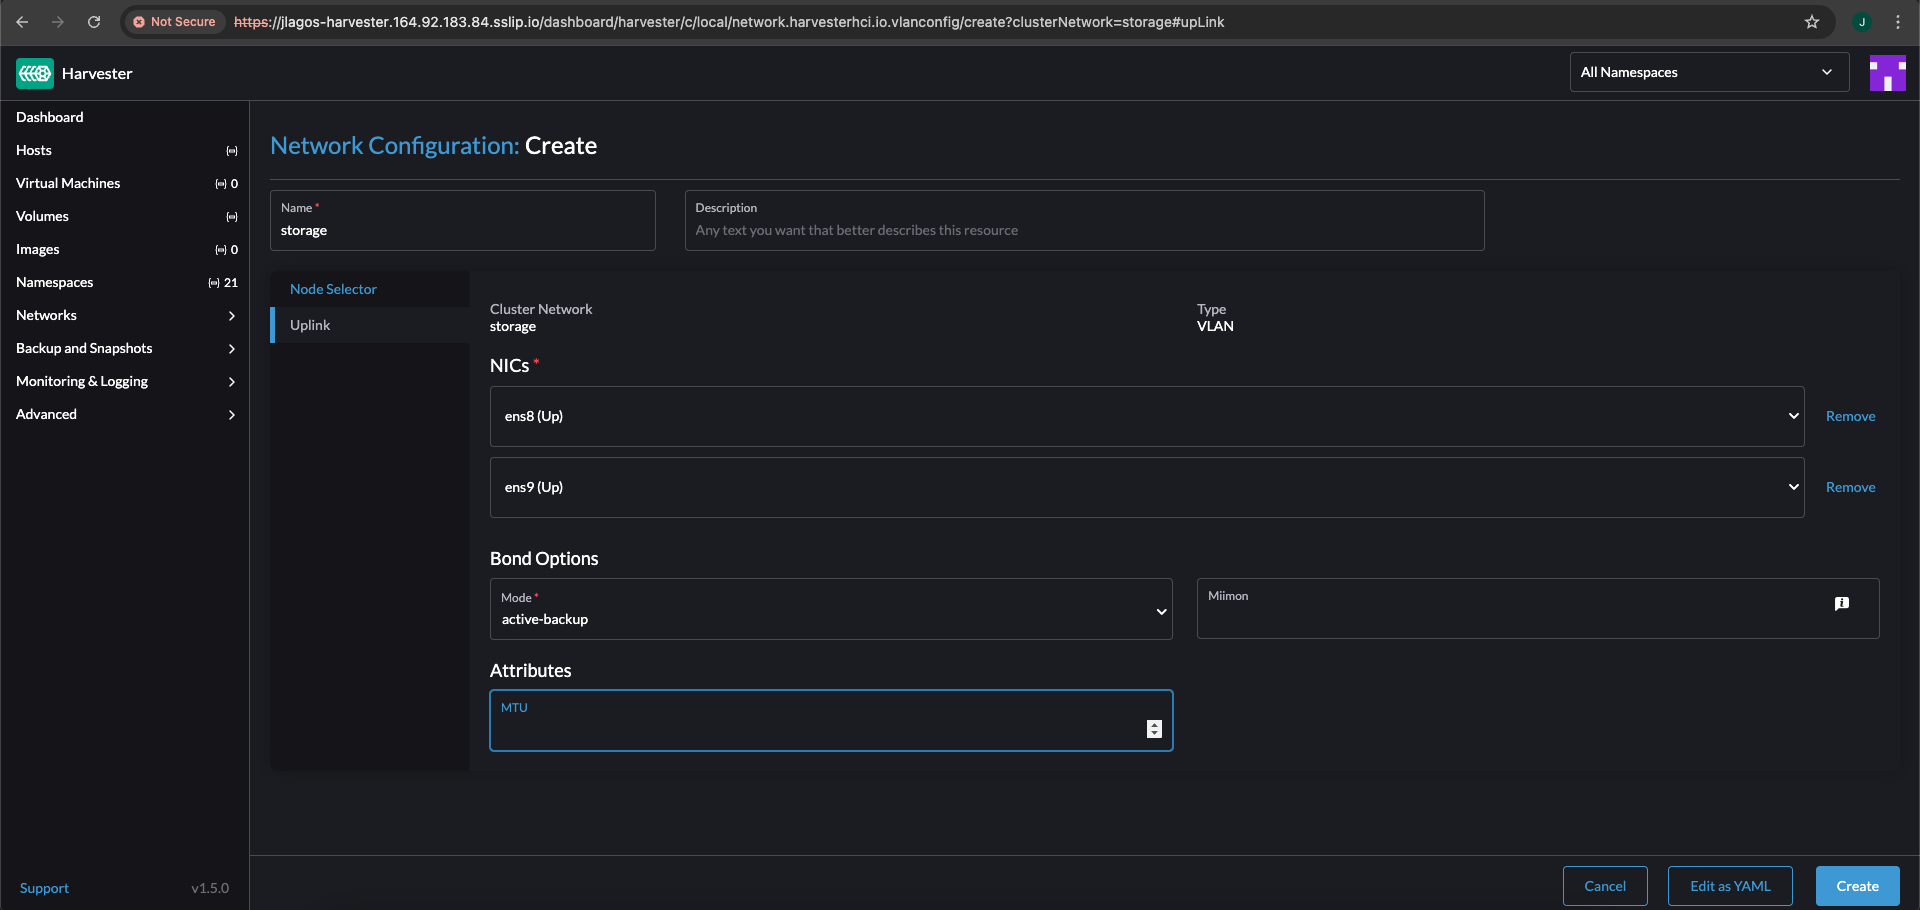 Not Secure https://jlagos-harvester.164.92.183.84.sslip.io/dashboard/harvester/c/local/network.harvesterhci.io.vlanconfig/create?clusterNetwork=storage#upLink J
Harvester
All Namespaces
Dashboard
Hosts
Virtual Machines 0
Volumes
Images 0
Namespaces 21
Networks
Backup and Snapshots
Monitoring & Logging
Advanced
Support v1.5.0
Network Configuration: Create
Name *
storage
Description
Any text you want that better describes this resource
Node Selector
Uplink
Cluster Network
storage
Type
VLAN
NICs *
ens8 (Up)
Remove
ens9 (Up)
Remove
Bond Options
Mode *
active-backup
Miimon
Attributes
MTU
Cancel
Edit as YAML
Create